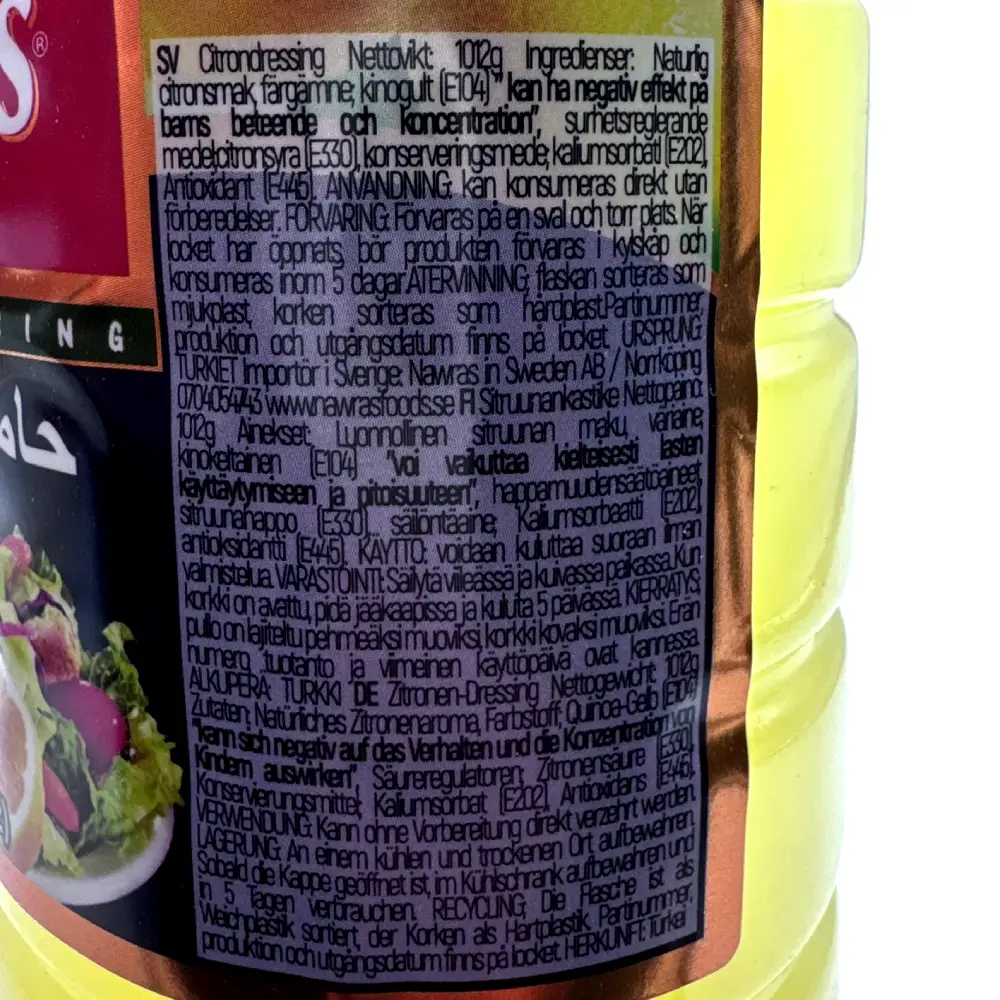 S®
ING
حام
SV Citrondressing Nettovikt: 1012g Ingredienser: Naturlig
citronsmak, färgämne; kinogult (E104) "kan ha negativ effekt på
barns beteende och koncentration", surhetsreglerande
medel;citronsyra (E330), konserveringsmedel; kaliumsorbat) (E202),
Antioxidant (E445). ANVÄNDNING: kan konsumeras direkt utan
förberedelser. FÖRVARING: Förvaras på en sval och torr plats. När
locket har öppnats, bör produkten förvaras i kylskåp och
konsumeras inom 5 dagar.ÅTERVINNING; flaskan sorteras som
mjukplast, korken sorteras som hårdplast.Partinummer,
produktion och utgångsdatum finns på locket. URSPRUNG:
TURKIET Importör i Sverige: Nawras in Sweden AB / Norrköping
0704054743 www.nawrasfoods.se FI Sitruunankastike Nettopaino:
1012g Ainekset: Luonnollinen sitruunan maku, väriaine,
kinokeltainen (E104) "voi vaikuttaa kielteisesti lasten
käyttäytymiseen ja pitoisuuteen", happamuudensäätöaineet,
sitruunahappo (E330), säilöntäaine; Kaliumsorbaatti (E202),
antioksidantti (E445). KÄYTTÖ: voidaan kuluttaa suoraan ilman
valmistelua. VARASTOINTI: Säilytä viileässä ja kuivassa paikassa.Kun
korkki on avattu, pidä jääkaapissa ja kuluta 5 päivässä. KIERRÄTYS;
pullo on lajiteltu pehmeäksi muoviksi, korkki kovaksi muoviksi. Erän
numero, tuotanto ja viimeinen käyttöpäivä ovat kannessa.
ALKUPERÄ: TURKKI DE Zitronen-Dressing Nettogewicht: 1012g
Zutaten: Natürliches Zitronenaroma, Farbstoff; Quinoa-Gelb (E104)
"kann sich negativ auf das Verhalten und die Konzentration von
Kindern auswirken", Säureregulatoren; Zitronensäure (E330),
Konservierungsmittel; Kaliumsorbat (E202), Antioxidans (E445).
VERWENDUNG: Kann ohne Vorbereitung direkt verzehrt werden.
LAGERUNG: An einem kühlen und trockenen Ort aufbewahren.
Sobald die Kappe geöffnet ist, im Kühlschrank aufbewahren und
in 5 Tagen verbrauchen. RECYCLING; Die Flasche ist als
Weichplastik sortiert, der Korken als Hartplastik. Partinummer,
produktion och utgångsdatum finns på locket. HERKUNFT: Türkei